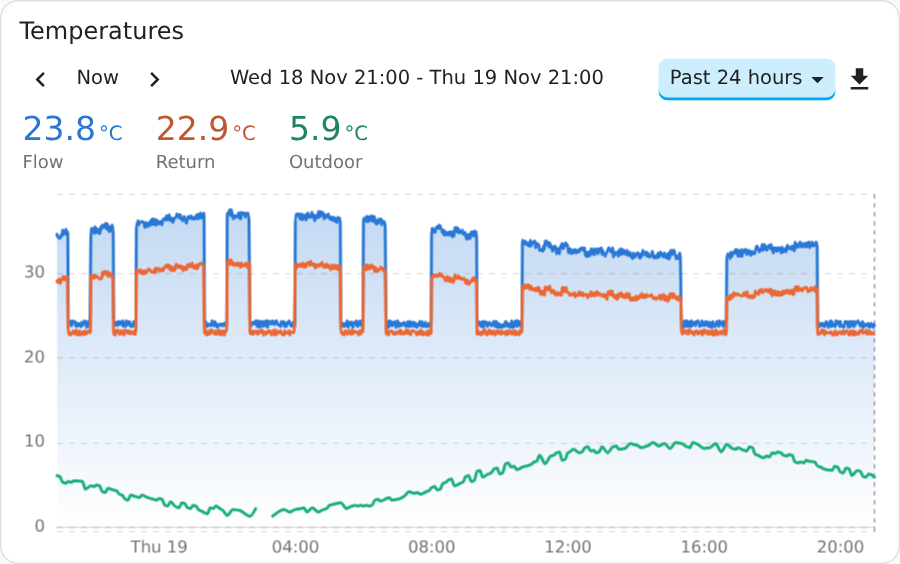 Temperatures
Now
Wed 18 Nov 21:00 - Thu 19 Nov 21:00
Past 24 hours
23.8 °C
22.9 °C
5.9 °C
Flow
Return
Outdoor
30
20
10
0
Thu 19
04:00
08:00
12:00
16:00
20:00